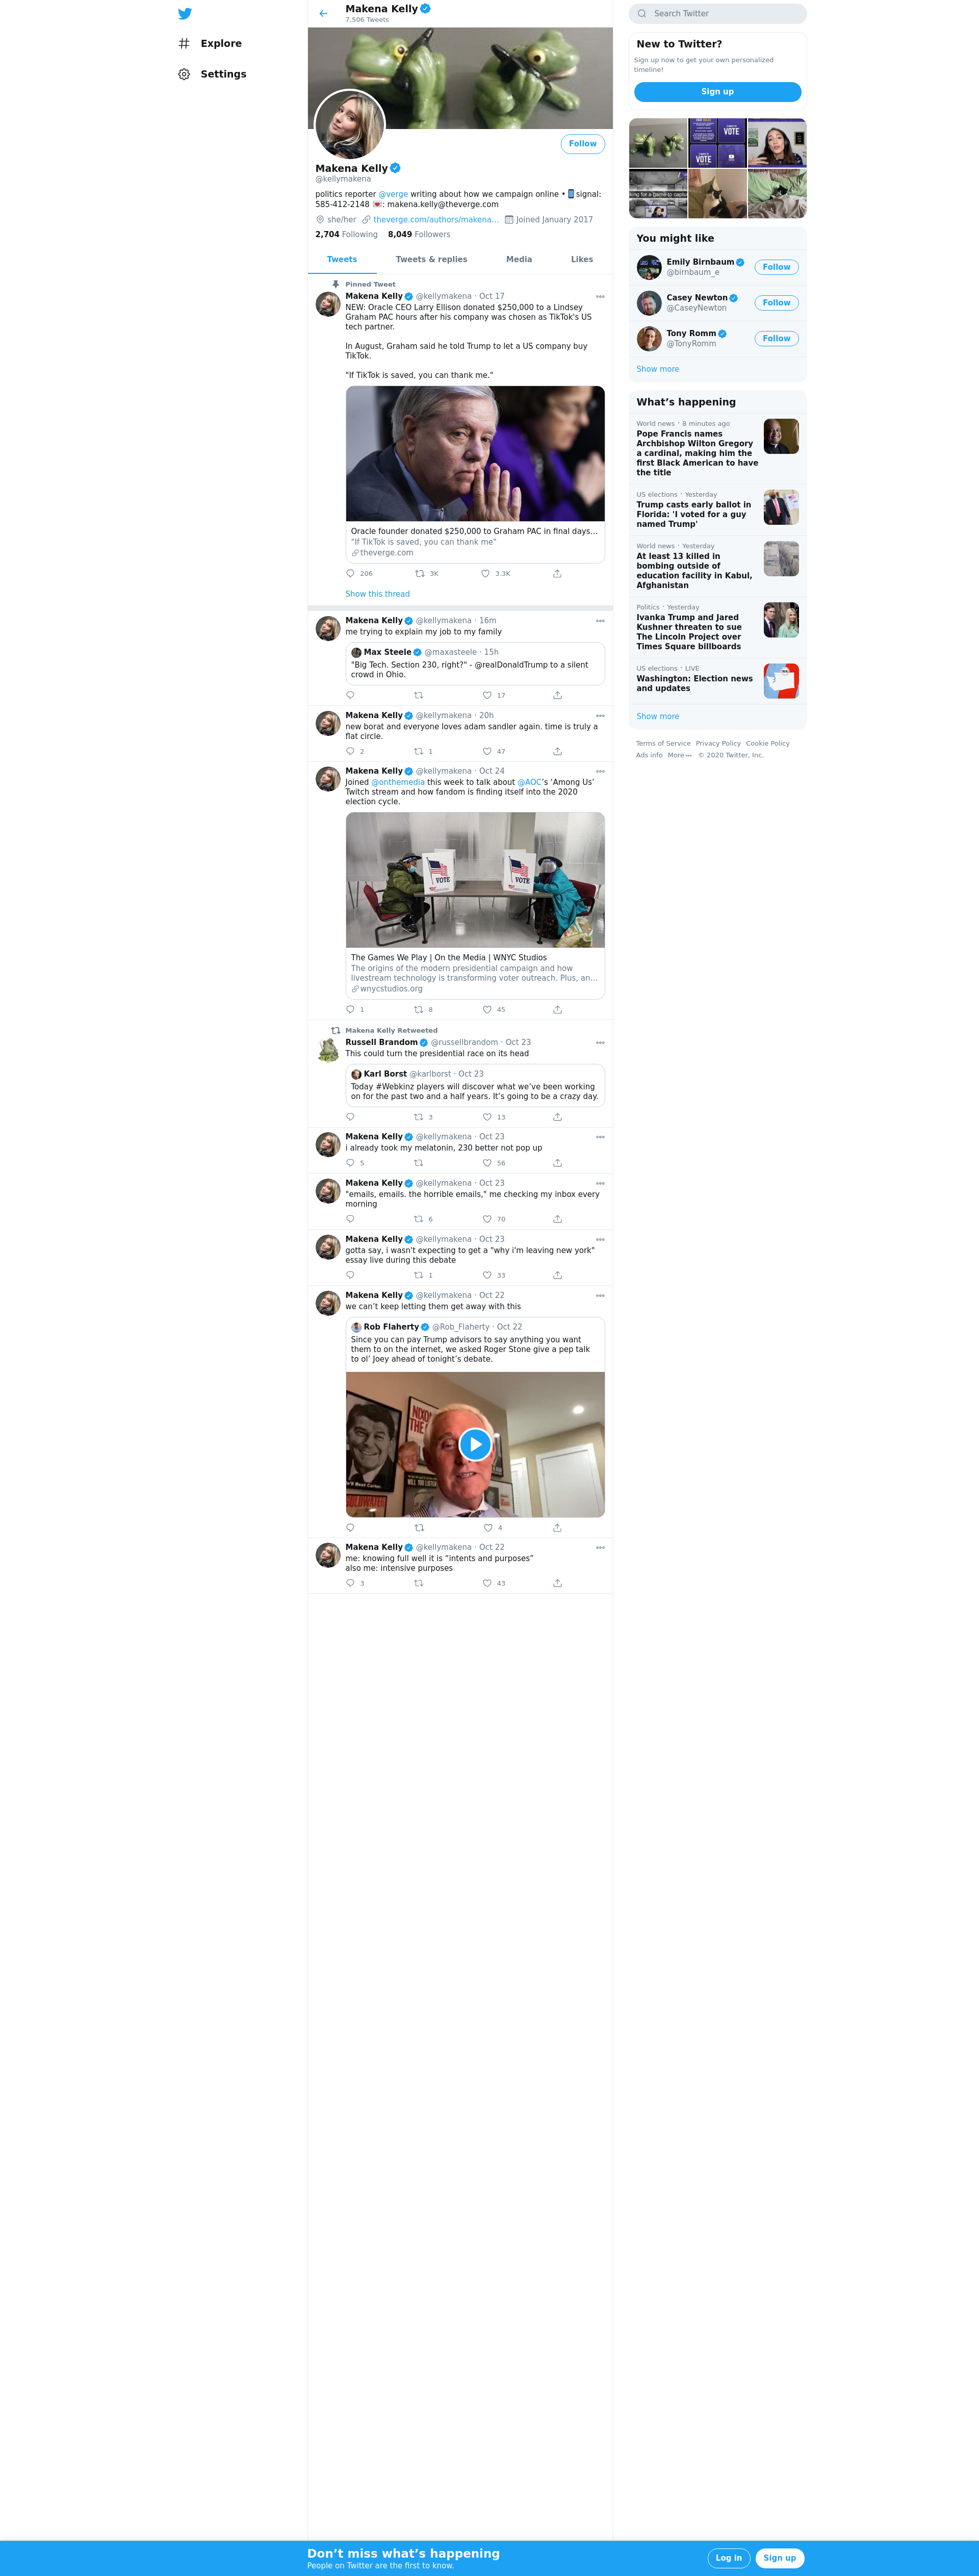 Explore
Settings
Makena Kelly
7,506 Tweets
Follow
Makena Kelly
@kellymakena
politics reporter @verge writing about how we campaign online • signal:
585-412-2148 : makena.kelly@theverge.com
she/her theverge.com/authors/makena… Joined January 2017
2,704 Following 8,049 Followers
Tweets Tweets & replies Media Likes
Pinned Tweet
Makena Kelly @kellymakena · Oct 17
NEW: Oracle CEO Larry Ellison donated $250,000 to a Lindsey
Graham PAC hours after his company was chosen as TikTok's US
tech partner.
In August, Graham said he told Trump to let a US company buy
TikTok.
"If TikTok is saved, you can thank me."
Oracle founder donated $250,000 to Graham PAC in final days…
"If TikTok is saved, you can thank me"
theverge.com
206 3K 3.3K
Show this thread
Makena Kelly @kellymakena · 16m
me trying to explain my job to my family
Max Steele @maxasteele · 15h
"Big Tech. Section 230, right?" - @realDonaldTrump to a silent
crowd in Ohio.
17
Makena Kelly @kellymakena · 20h
new borat and everyone loves adam sandler again. time is truly a
flat circle.
2 1 47
Makena Kelly @kellymakena · Oct 24
Joined @onthemedia this week to talk about @AOC's ‘Among Us’
Twitch stream and how fandom is finding itself into the 2020
election cycle.
VOTE VOTE
The Games We Play | On the Media | WNYC Studios
The origins of the modern presidential campaign and how
livestream technology is transforming voter outreach. Plus, an…
wnycstudios.org
1 8 45
Makena Kelly Retweeted
Russell Brandom @russellbrandom · Oct 23
This could turn the presidential race on its head
Karl Borst @karlborst · Oct 23
Today #Webkinz players will discover what we’ve been working
on for the past two and a half years. It’s going to be a crazy day.
3 13
Makena Kelly @kellymakena · Oct 23
i already took my melatonin, 230 better not pop up
5 56
Makena Kelly @kellymakena · Oct 23
"emails, emails. the horrible emails," me checking my inbox every
morning
6 70
Makena Kelly @kellymakena · Oct 23
gotta say, i wasn't expecting to get a "why i'm leaving new york"
essay live during this debate
1 33
Makena Kelly @kellymakena · Oct 22
we can’t keep letting them get away with this
Rob Flaherty @Rob_Flaherty · Oct 22
Since you can pay Trump advisors to say anything you want
them to on the internet, we asked Roger Stone give a pep talk
to ol’ Joey ahead of tonight’s debate.
4
Makena Kelly @kellymakena · Oct 22
me: knowing full well it is “intents and purposes”
also me: intensive purposes
3 43
Search Twitter
New to Twitter?
Sign up now to get your own personalized
timeline!
Sign up
VOTE
VOTE
You might like
Emily Birnbaum
@birnbaum_e
Follow
Casey Newton
@CaseyNewton
Follow
Tony Romm
@TonyRomm
Follow
Show more
What’s happening
World news · 8 minutes ago
Pope Francis names
Archbishop Wilton Gregory
a cardinal, making him the
first Black American to have
the title
US elections · Yesterday
Trump casts early ballot in
Florida: 'I voted for a guy
named Trump'
World news · Yesterday
At least 13 killed in
bombing outside of
education facility in Kabul,
Afghanistan
Politics · Yesterday
Ivanka Trump and Jared
Kushner threaten to sue
The Lincoln Project over
Times Square billboards
US elections · LIVE
Washington: Election news
and updates
Show more
Terms of Service Privacy Policy Cookie Policy
Ads info More © 2020 Twitter, Inc.
Don’t miss what’s happening
People on Twitter are the first to know.
Log in
Sign up